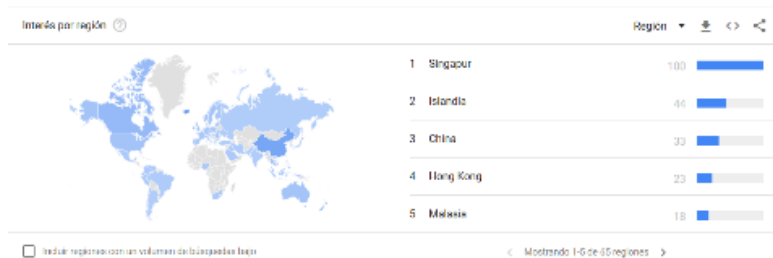 Interés por región
Región
1 Singapur 100
2 Islandia 44
3 China 33
4 Hong Kong 23
5 Malasia 18
Incluir regiones con un volumen de búsquedas bajo
Mostrando 1-5 de 65 regiones